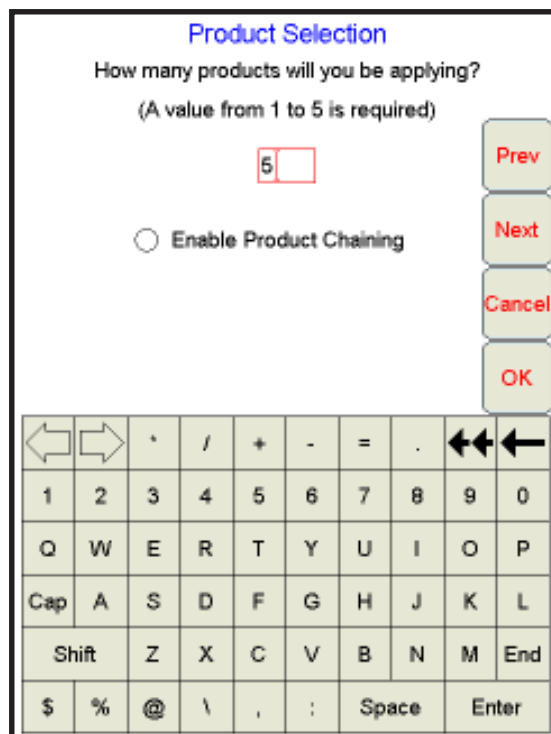 Product Selection
How many products will you be applying?
(A value from 1 to 5 is required)
5
Prev
Enable Product Chaining
Next
Cancel
OK
* / + - = .
1 2 3 4 5 6 7 8 9 0
Q W E R T Y U I O P
Cap A S D F G H J K L
Shift Z X C V B N M End
$ % @ \ , : Space Enter